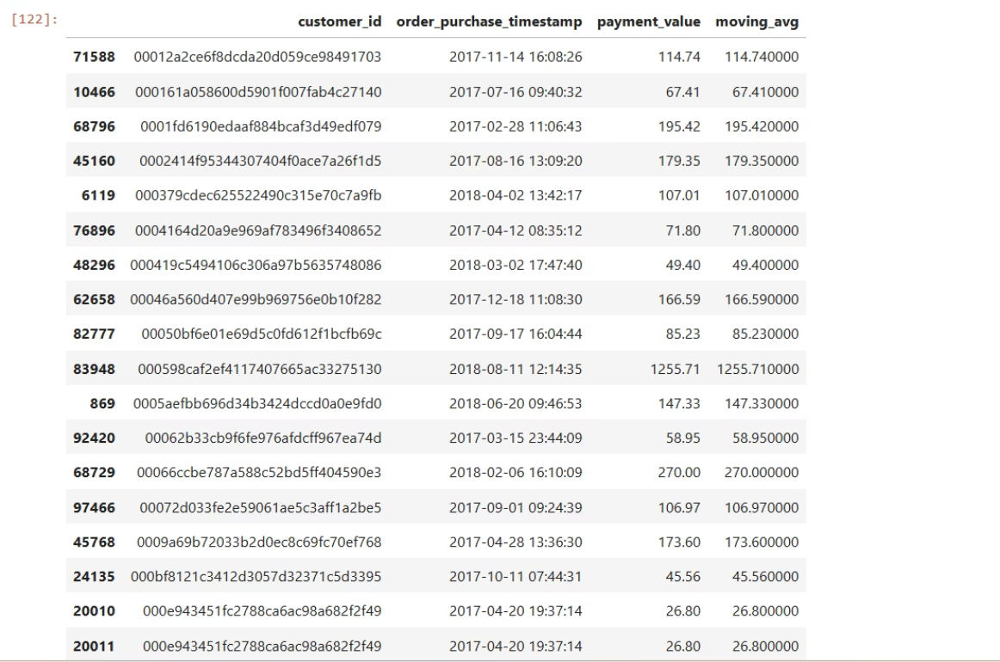 [122]:
customer_id order_purchase_timestamp payment_value moving_avg
71588 00012a2ce6f8dcda20d059ce98491703 2017-11-14 16:08:26 114.74 114.740000
10466 000161a058600d5901f007fab4c27140 2017-07-16 09:40:32 67.41 67.410000
68796 0001fd6190edaaf884bcaf3d49edf079 2017-02-28 11:06:43 195.42 195.420000
45160 0002414f95344307404f0ace7a26f1d5 2017-08-16 13:09:20 179.35 179.350000
6119 000379cdec625522490c315e70c7a9fb 2018-04-02 13:42:17 107.01 107.010000
76896 0004164d20a9e969af783496f3408652 2017-04-12 08:35:12 71.80 71.800000
48296 000419c5494106c306a97b5635748086 2018-03-02 17:47:40 49.40 49.400000
62658 00046a560d407e99b969756e0b10f282 2017-12-18 11:08:30 166.59 166.590000
82777 00050bf6e01e69d5c0fd612f1bcfb69c 2017-09-17 16:04:44 85.23 85.230000
83948 000598caf2ef4117407665ac33275130 2018-08-11 12:14:35 1255.71 1255.710000
869 0005aefbb696d34b3424dccd0a0e9fd0 2018-06-20 09:46:53 147.33 147.330000
92420 00062b33cb9f6fe976afdcff967ea74d 2017-03-15 23:44:09 58.95 58.950000
68729 00066ccbe787a588c52bd5ff404590e3 2018-02-06 16:10:09 270.00 270.000000
97466 00072d033fe2e59061ae5c3aff1a2be5 2017-09-01 09:24:39 106.97 106.970000
45768 0009a69b72033b2d0ec8c69fc70ef768 2017-04-28 13:36:30 173.60 173.600000
24135 000bf8121c3412d3057d32371c5d3395 2017-10-11 07:44:31 45.56 45.560000
20010 000e943451fc2788ca6ac98a682f2f49 2017-04-20 19:37:14 26.80 26.800000
20011 000e943451fc2788ca6ac98a682f2f49 2017-04-20 19:37:14 26.80 26.800000